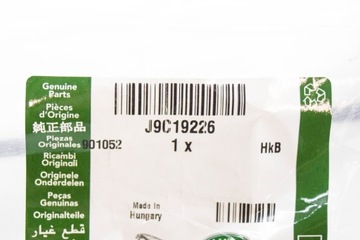 Genuine
Parts
Pièces
d'Origine
純正部品
Piezas
Originales
Ricambi
Originali
Originele
Onderdelen
Peças
Genuínas
Originalteile
قطع غيار
J9C19226
901052
1 x
HkB
Made in
Hungary